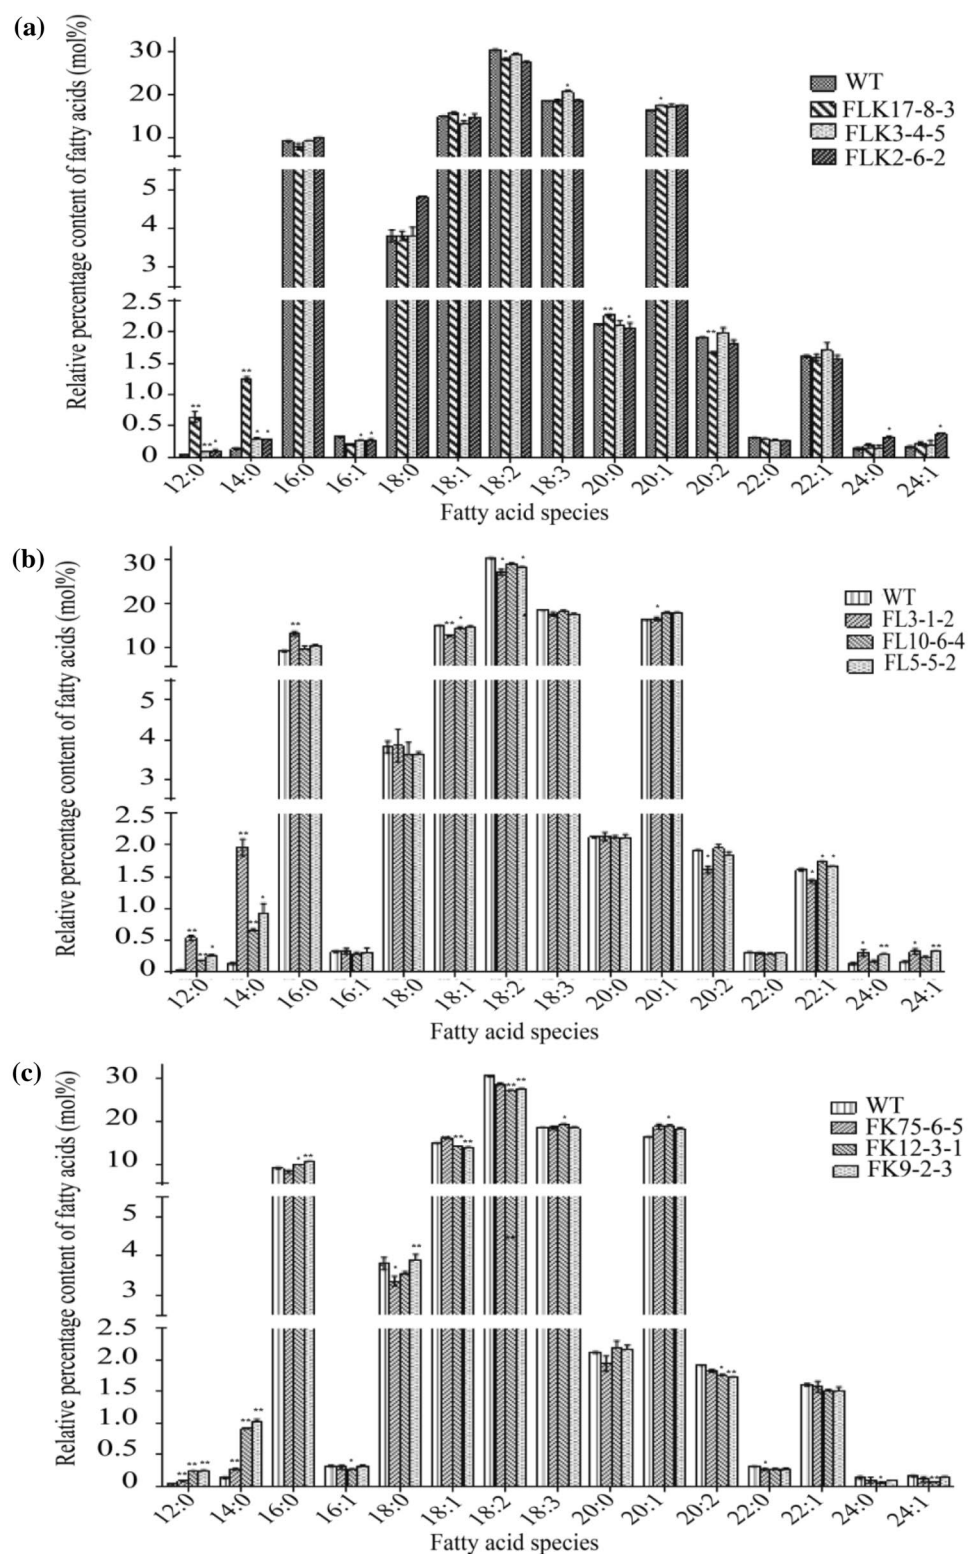 (a)
Relative percentage content of fatty acids (mol%)
30
20
10
5
4
3
2.5
2.0
1.5
1.0
0.5
0
WT
FLK17-8-3
FLK3-4-5
FLK2-6-2
12:0 14:0 16:0 16:1 18:0 18:1 18:2 18:3 20:0 20:1 20:2 22:0 22:1 24:0 24:1
Fatty acid species
(b)
Relative percentage content of fatty acids (mol%)
30
20
10
5
4
3
2.5
2.0
1.5
1.0
0.5
0
WT
FL3-1-2
FL10-6-4
FL5-5-2
12:0 14:0 16:0 16:1 18:0 18:1 18:2 18:3 20:0 20:1 20:2 22:0 22:1 24:0 24:1
Fatty acid species
(c)
Relative percentage content of fatty acids (mol%)
30
20
10
5
4
3
2.5
2.0
1.5
1.0
0.5
0
WT
FK75-6-5
FK12-3-1
FK9-2-3
12:0 14:0 16:0 16:1 18:0 18:1 18:2 18:3 20:0 20:1 20:2 22:0 22:1 24:0 24:1
Fatty acid species